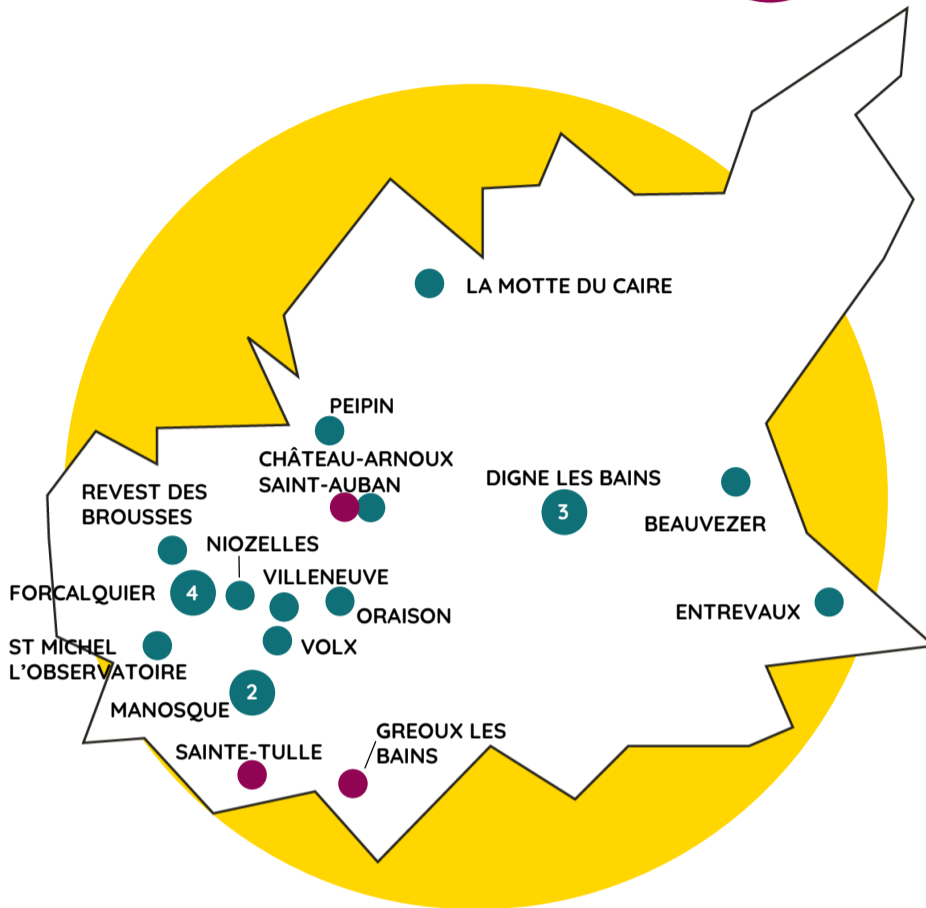 LA MOTTE DU CAIRE
PEIPIN
CHÂTEAU-ARNOUX
SAINT-AUBAN
DIGNE LES BAINS
3
BEAUVEZER
REVEST DES
BROUSSES
NIOZELLES
FORCALQUIER
4
VILLENEUVE
ORAISON
ENTREVAUX
ST MICHEL
L'OBSERVATOIRE
VOLX
MANOSQUE
2
SAINTE-TULLE
GREOUX LES
BAINS